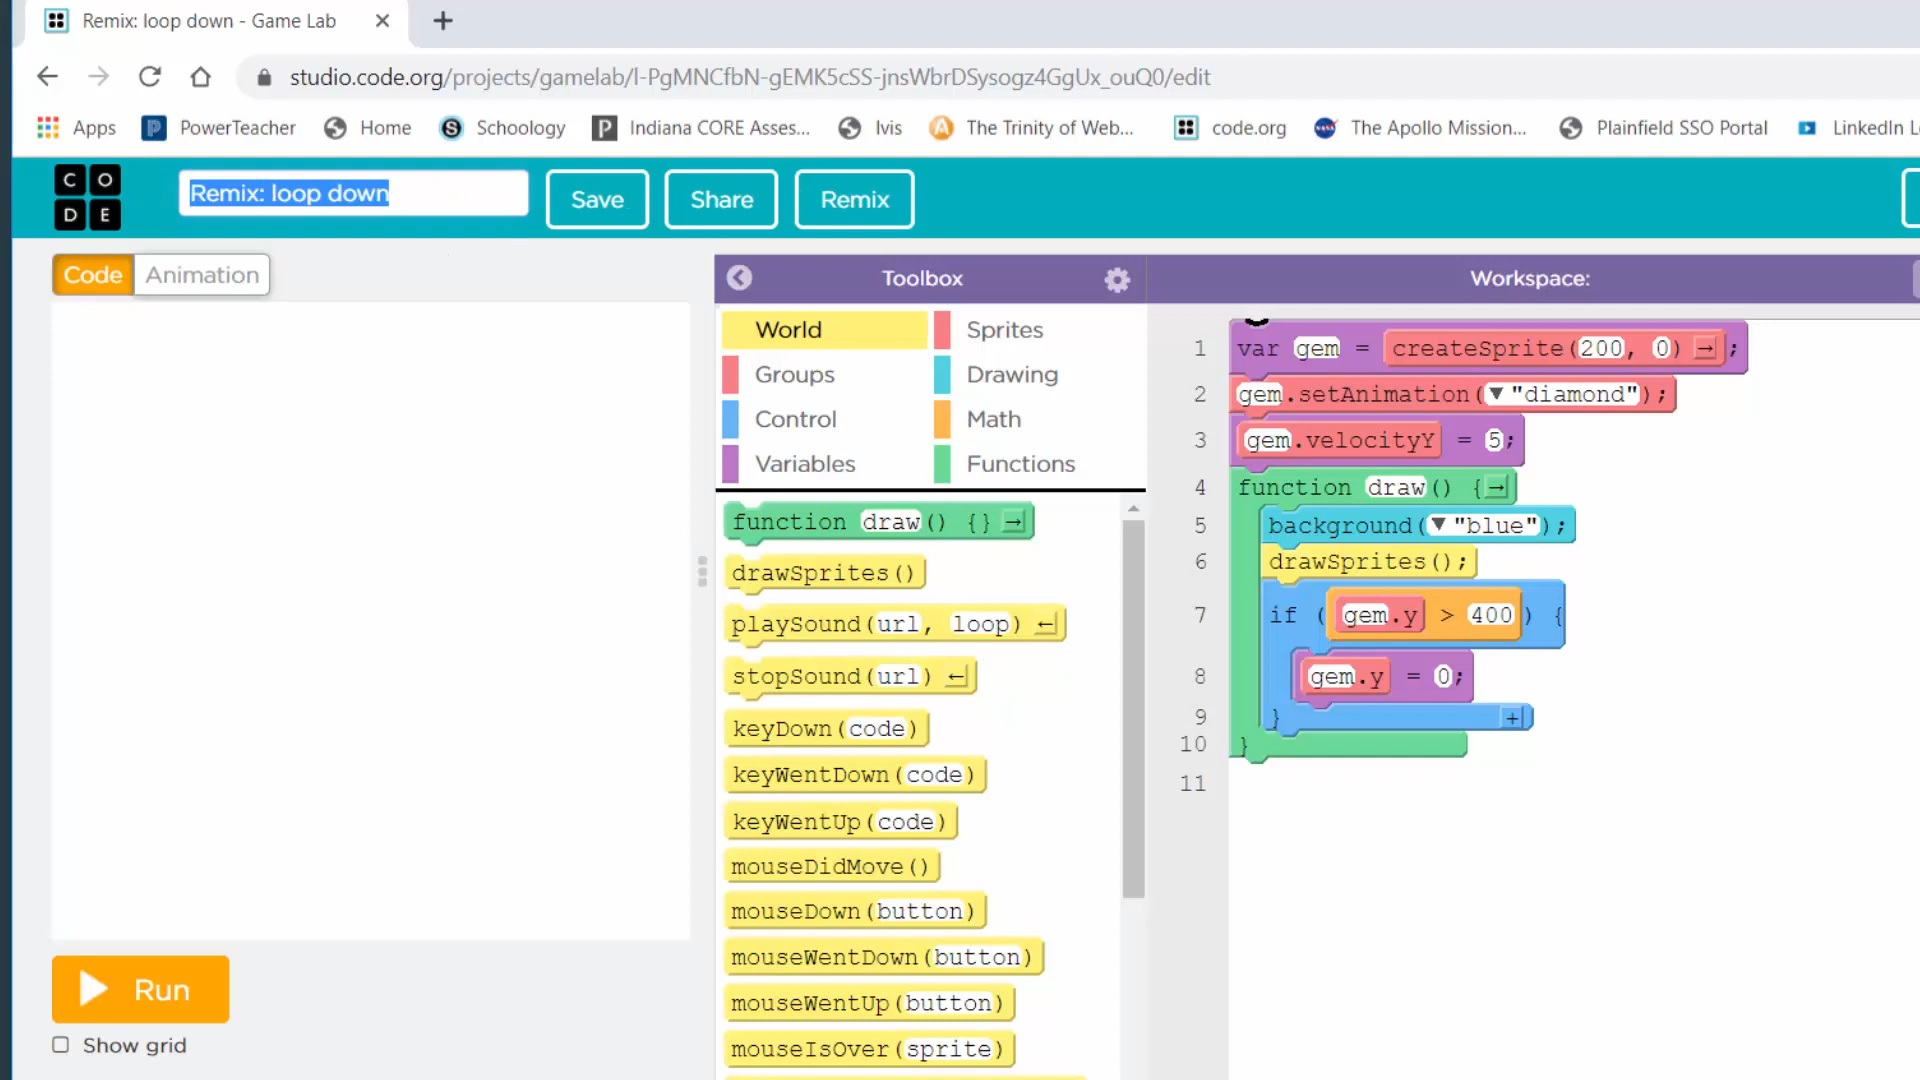 Remix: loop down - Game Lab
studio.code.org/projects/gamelab/l-PgMNCfbN-gEMK5cSS-jnsWbrDSysogz4GgUx_ouQ0/edit
Apps PowerTeacher Home Schoology Indiana CORE Asses... Ivis The Trinity of Web... code.org The Apollo Mission... Plainfield SSO Portal LinkedIn L
C O
D E
Remix: loop down
Save
Share
Remix
Code
Animation
Toolbox
Workspace:
World
Sprites
Groups
Drawing
Control
Math
Variables
Functions
function draw() {}
drawSprites()
playSound(url, loop)
stopSound(url)
keyDown(code)
keyWentDown(code)
keyWentUp(code)
mouseDidMove()
mouseDown(button)
mouseWentDown(button)
mouseWentUp(button)
mouseIsOver(sprite)
1 var gem = createSprite(200, 0);
2 gem.setAnimation("diamond");
3 gem.velocityY = 5;
4 function draw() {
5 background("blue");
6 drawSprites();
7 if (gem.y > 400) {
8 gem.y = 0;
9 }
10 }
11
Run
Show grid